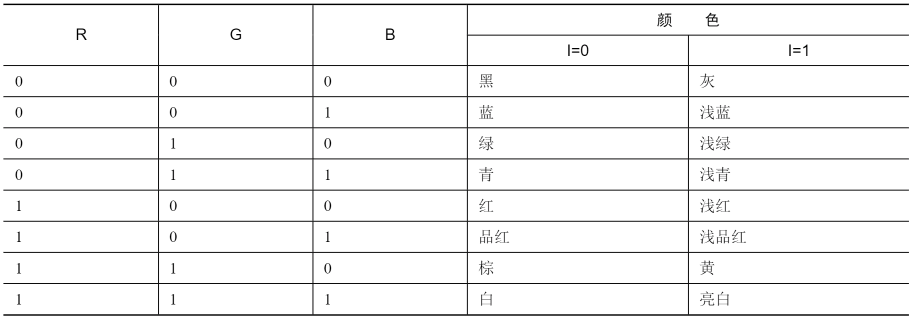 R G B 颜 色
I=0 I=1
0 0 0 黑 灰
0 0 1 蓝 浅蓝
0 1 0 绿 浅绿
0 1 1 青 浅青
1 0 0 红 浅红
1 0 1 品红 浅品红
1 1 0 棕 黄
1 1 1 白 亮白